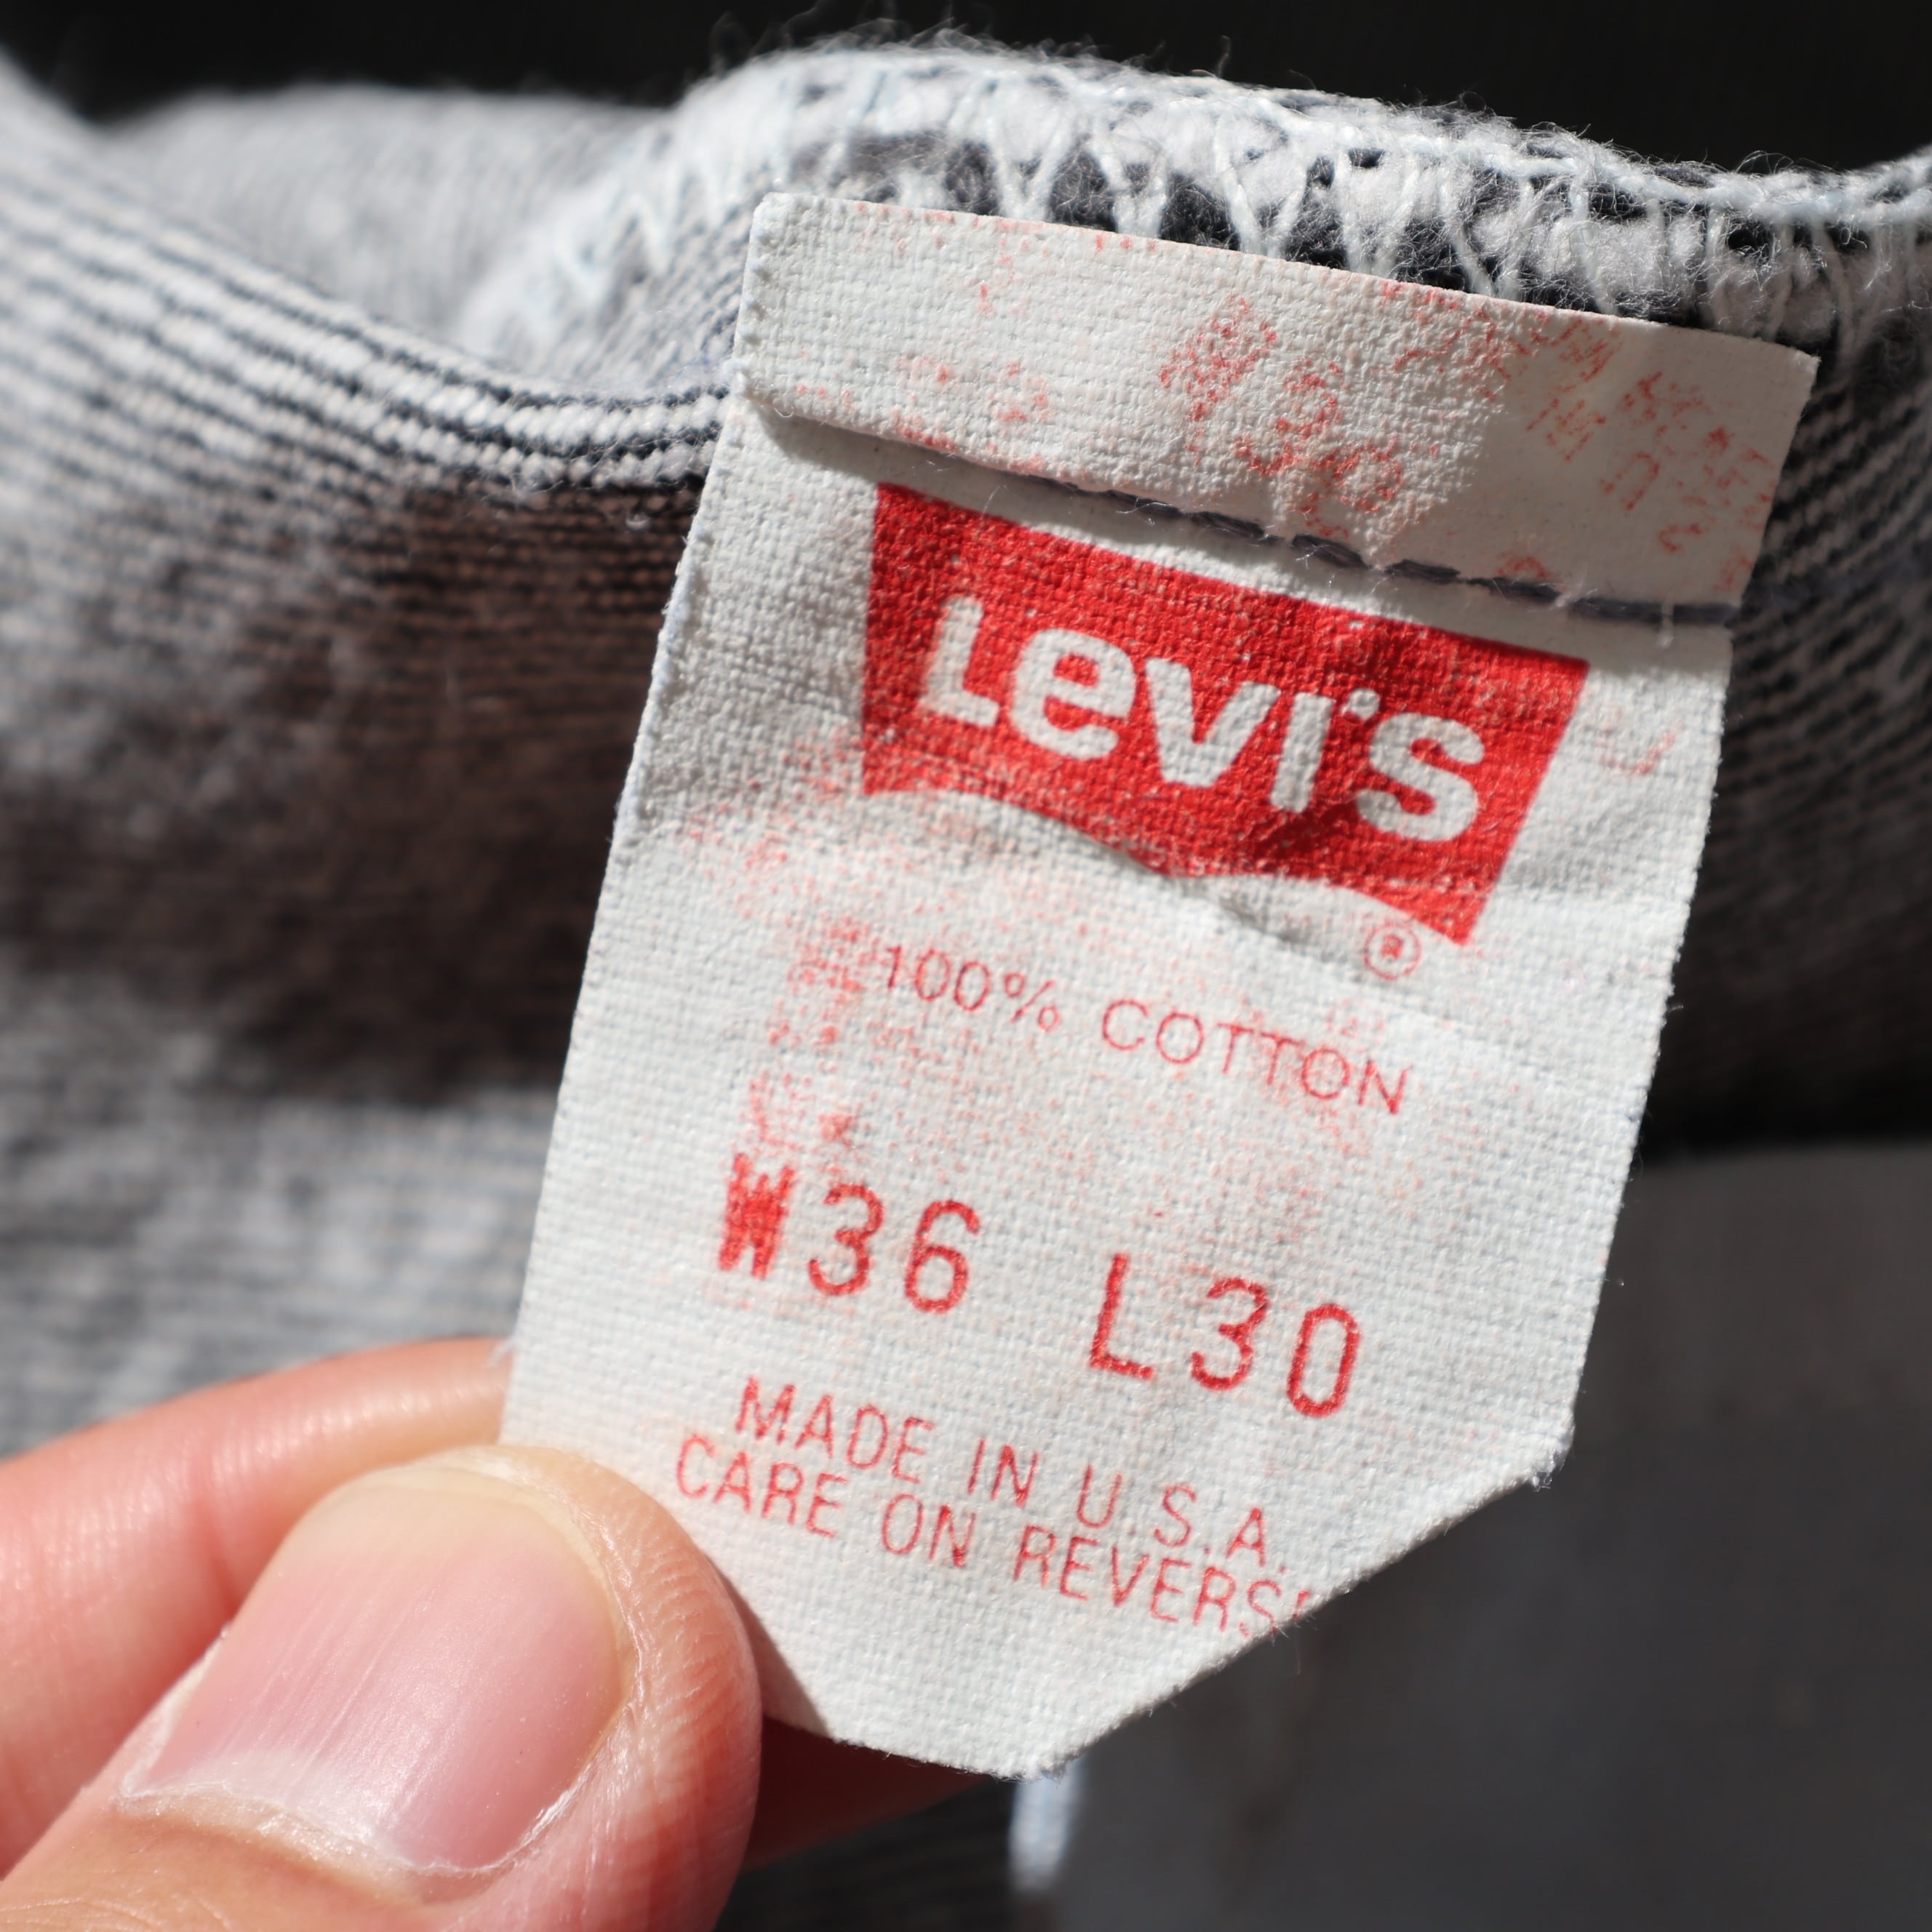 Levi's
®
100% COTTON
W36 L30
MADE IN U.S.A.
CARE ON REVERSE